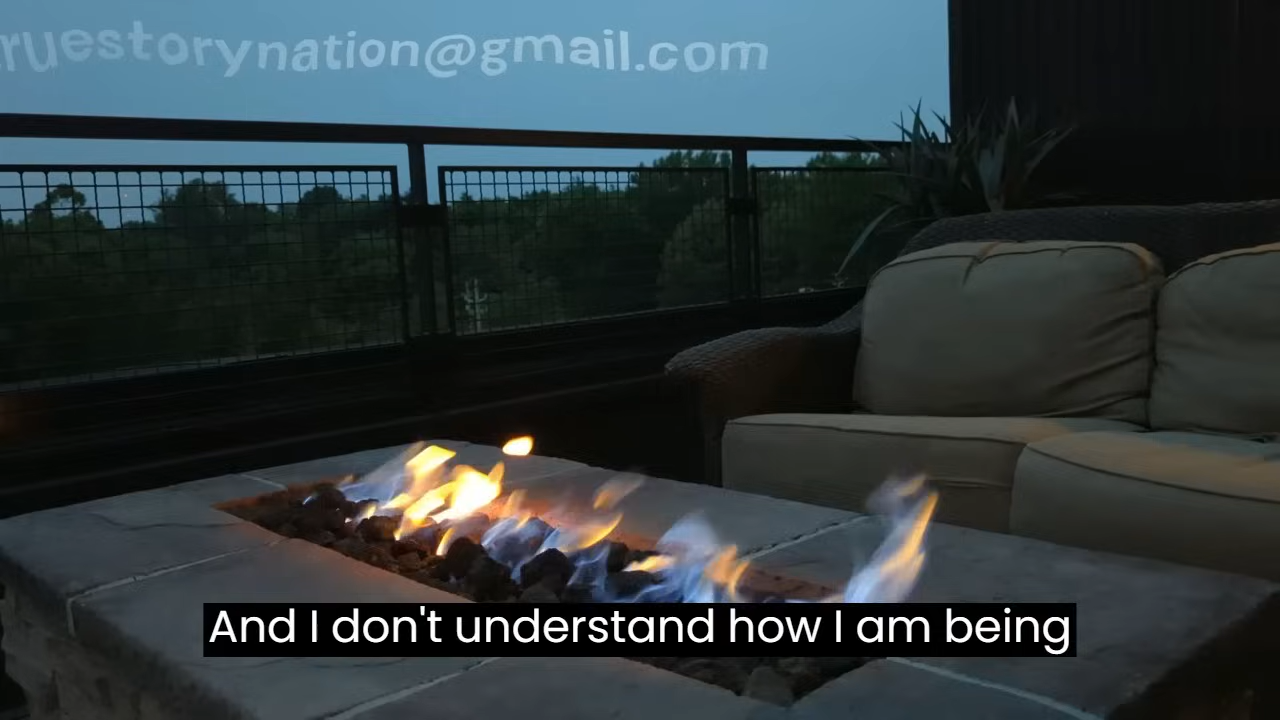 ruestorynation@gmail.com
And I don't understand how I am being